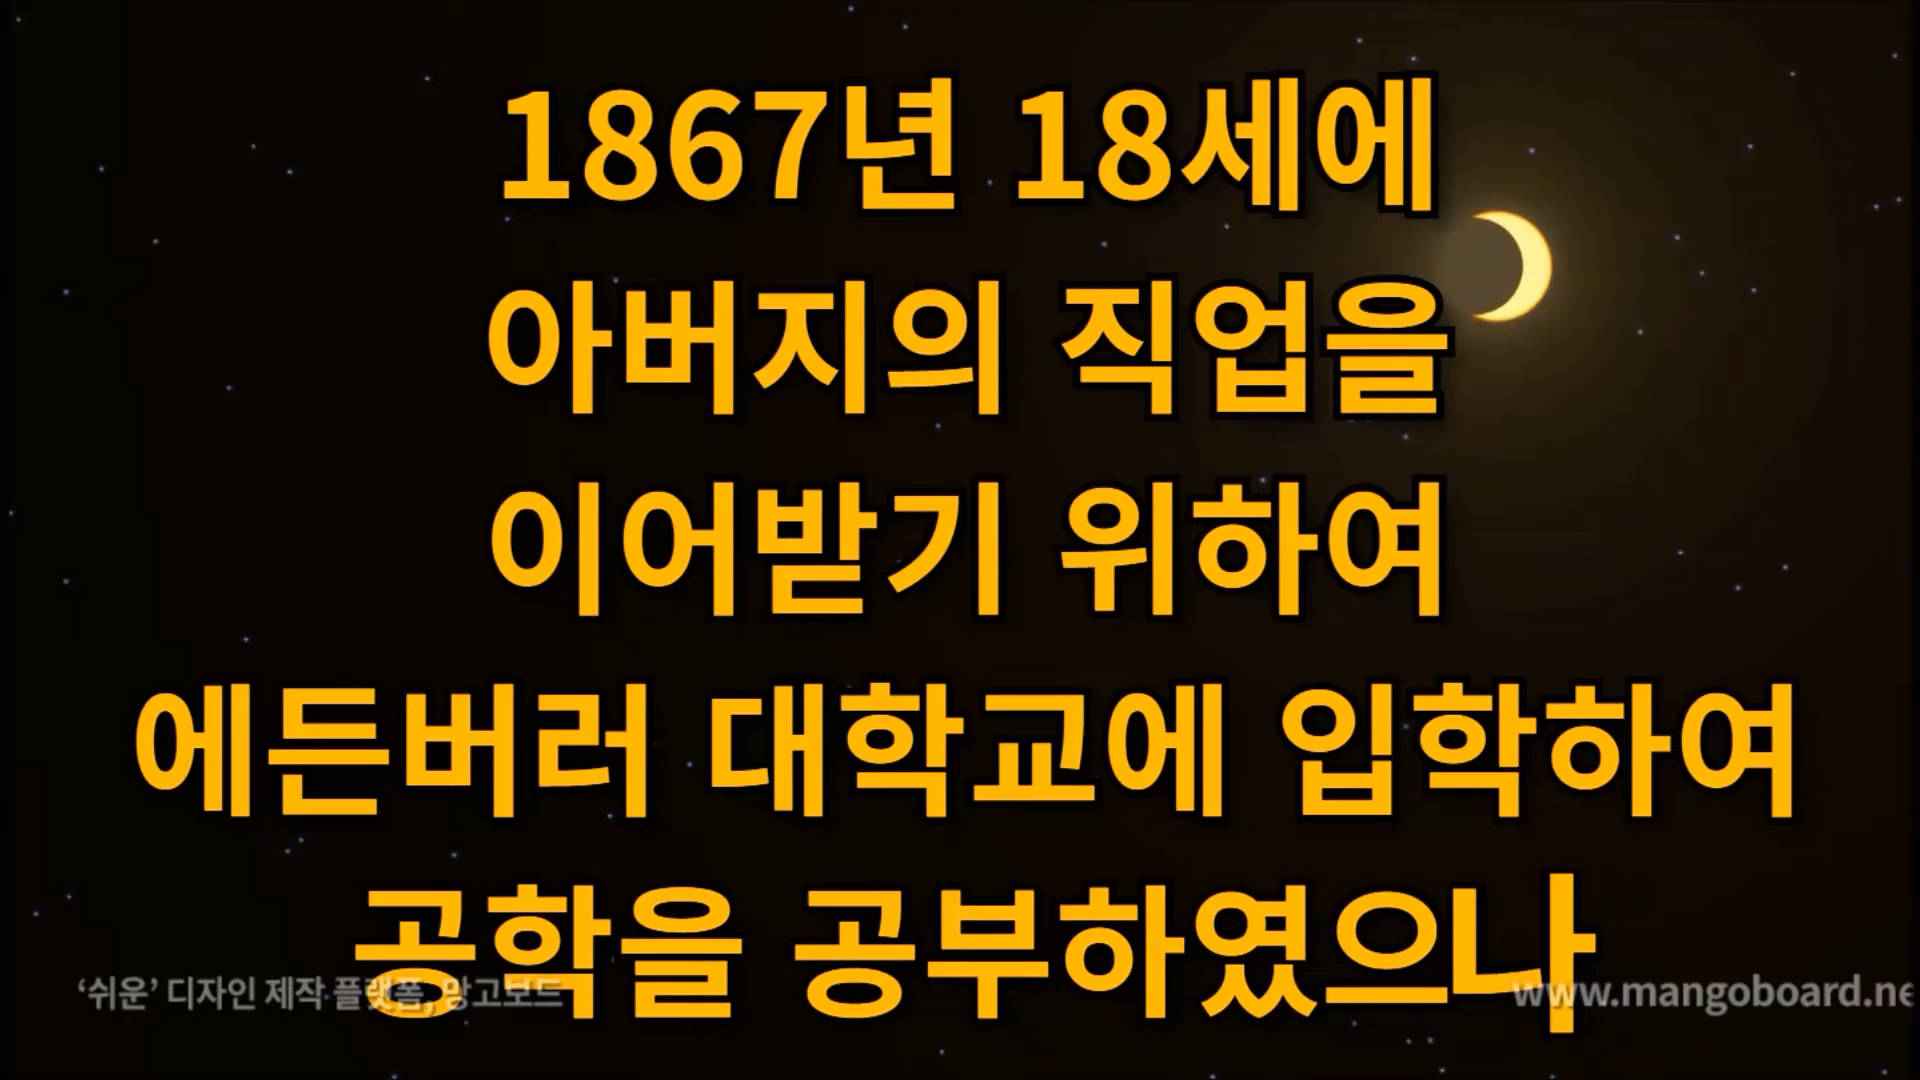 1867년 18세에
아버지의 직업을
이어받기 위하여
에든버러 대학교에 입학하여
공학을 공부하였으나
‘쉬운’ 디자인 제작 플랫폼, 망고보드
www.mangoboard.ne